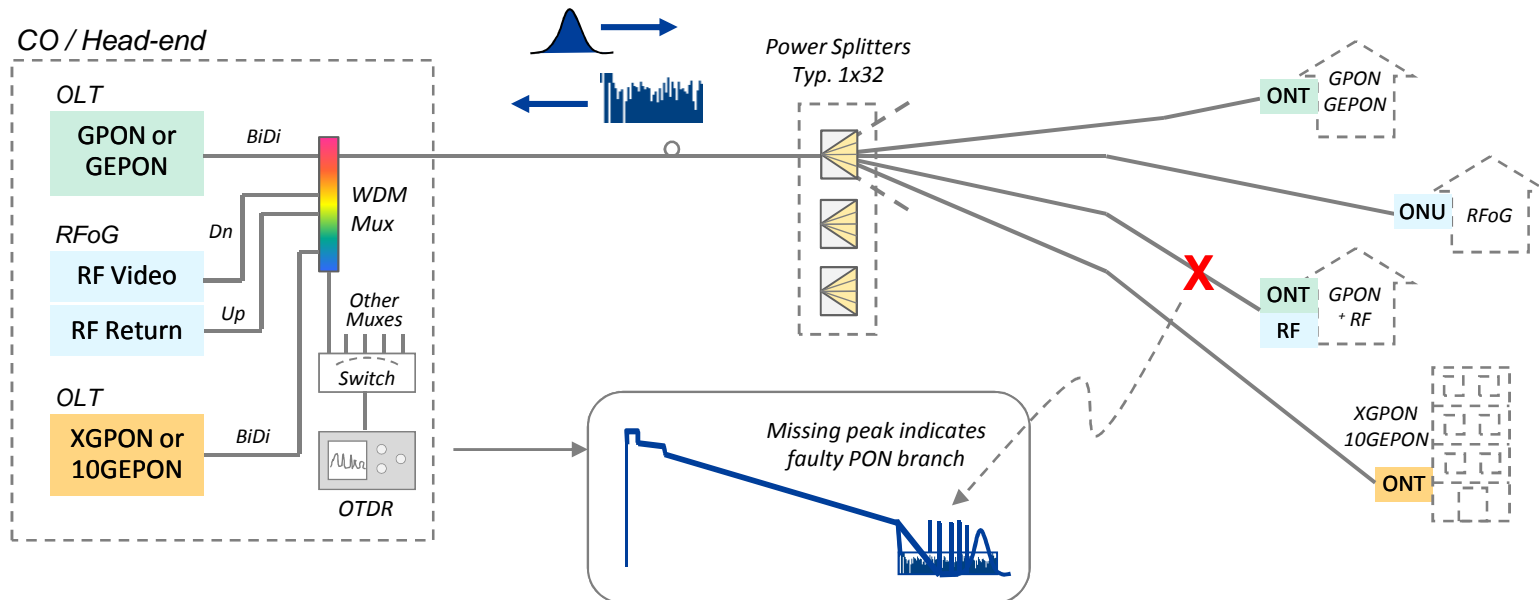 CO / Head-end
OLT
GPON or
GEPON
BiDi
WDM
Mux
RFoG
RF Video
Dn
RF Return
Up
Other
Muxes
Switch
OLT
XGPON or
10GEPON
BiDi
OTDR
Power Splitters
Typ. 1x32
ONT
GPON
GEPON
ONU
RFoG
X
ONT
RF
GPON
+ RF
XGPON
10GEPON
ONT
Missing peak indicates
faulty PON branch